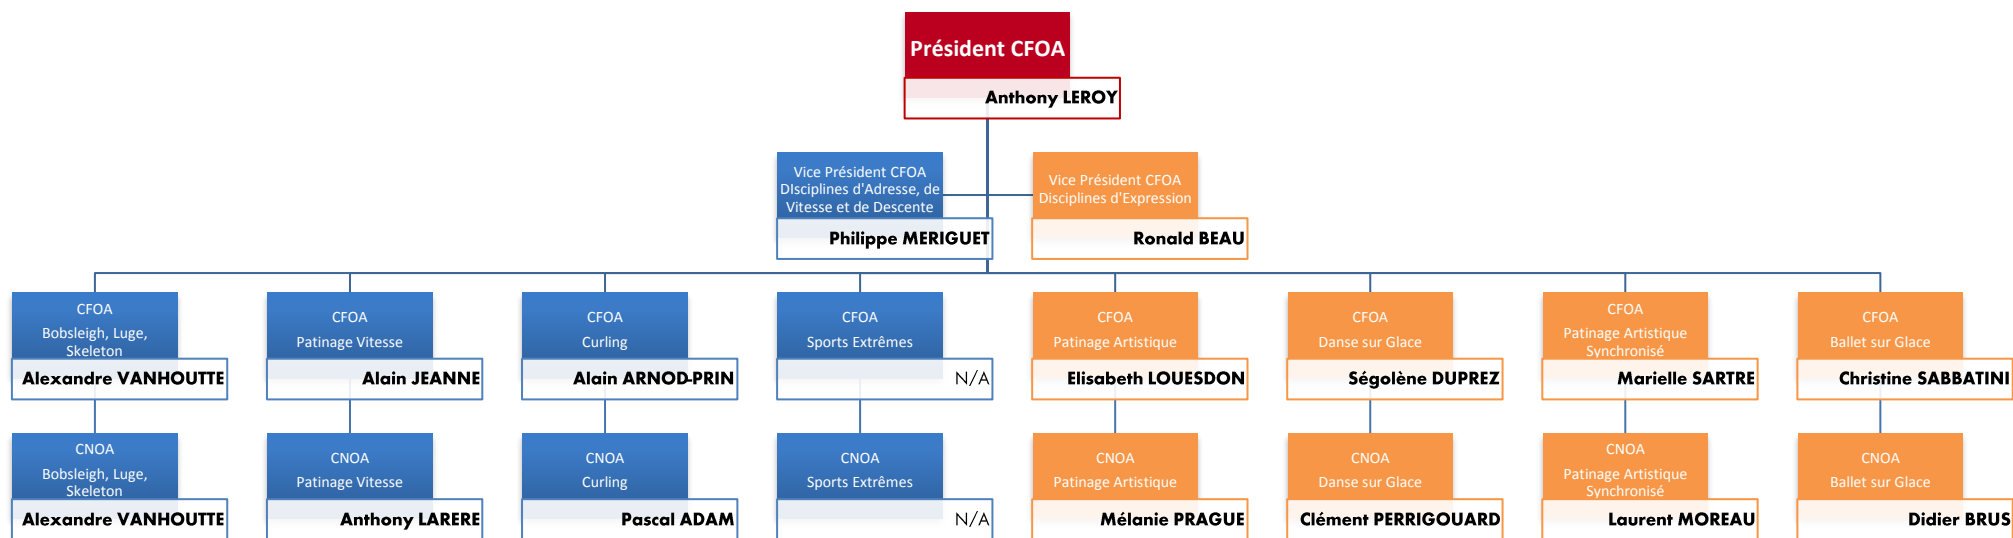 Président CFOA
Anthony LEROY
Vice Président CFOA
DIsciplines d'Adresse, de
Vitesse et de Descente
Philippe MERIGUET
Vice Président CFOA
Disciplines d'Expression
Ronald BEAU
CFOA
Bobsleigh, Luge,
Skeleton
Alexandre VANHOUTTE
CFOA
Patinage Vitesse
Alain JEANNE
CFOA
Curling
Alain ARNOD-PRIN
CFOA
Sports Extrêmes
N/A
CFOA
Patinage Artistique
Elisabeth LOUESDON
CFOA
Danse sur Glace
Ségolène DUPREZ
CFOA
Patinage Artistique
Synchronisé
Marielle SARTRE
CFOA
Ballet sur Glace
Christine SABBATINI
CNOA
Bobsleigh, Luge,
Skeleton
Alexandre VANHOUTTE
CNOA
Patinage Vitesse
Anthony LARERE
CNOA
Curling
Pascal ADAM
CNOA
Sports Extrêmes
N/A
CNOA
Patinage Artistique
Mélanie PRAGUE
CNOA
Danse sur Glace
Clément PERRIGOUARD
CNOA
Patinage Artistique
Synchronisé
Laurent MOREAU
CNOA
Ballet sur Glace
Didier BRUS